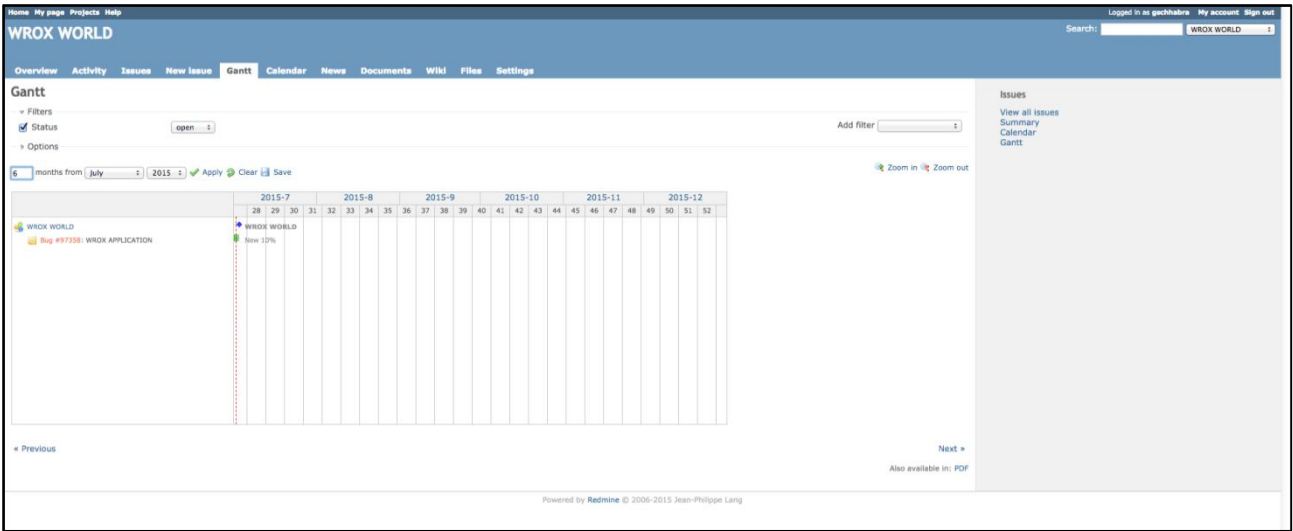 Home My page Projects Help Logged in as gschhabra My account Sign out
WROX WORLD Search: WROX WORLD
Overview Activity Issues New issue Gantt Calendar News Documents Wiki Files Settings
Gantt
Filters
Status open Add filter
Options
6 months from July 2015 Apply Clear Save Zoom in Zoom out
2015-7 2015-8 2015-9 2015-10 2015-11 2015-12
28 29 30 31 32 33 34 35 36 37 38 39 40 41 42 43 44 45 46 47 48 49 50 51 52
WROX WORLD WROX WORLD
Bug #97358: WROX APPLICATION New 10%
« Previous Next »
Also available in: PDF
Issues
View all issues
Summary
Calendar
Gantt
Powered by Redmine © 2006-2015 Jean-Philippe Lang